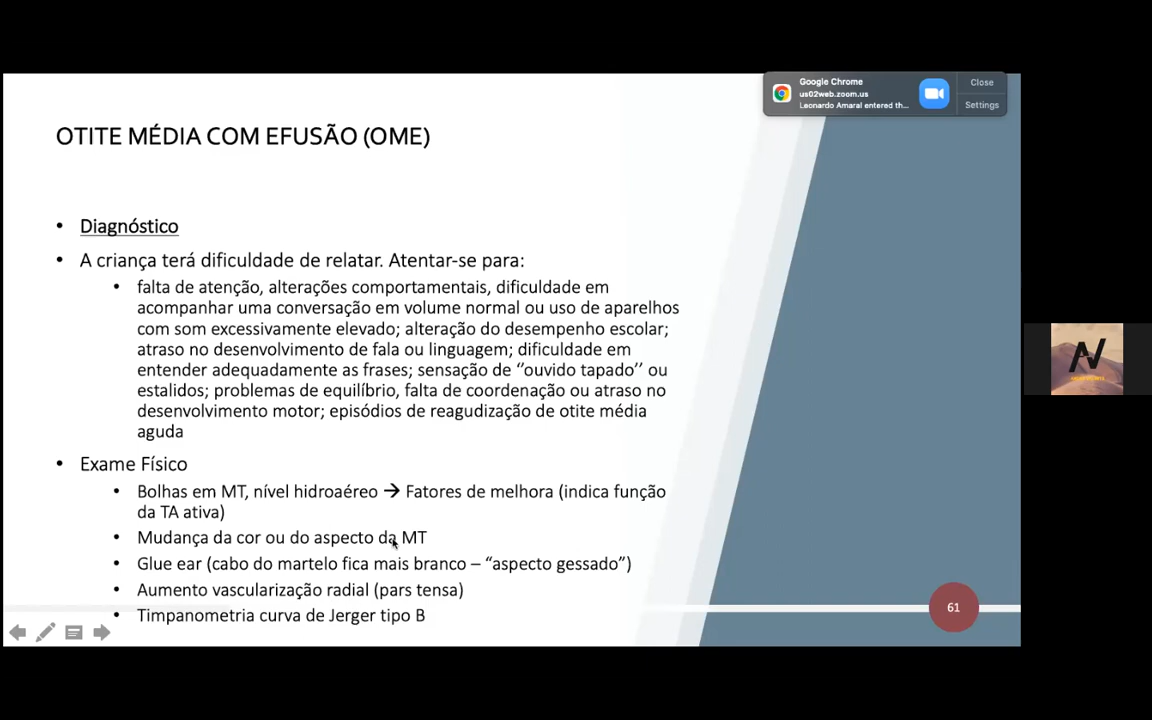 Google Chrome
Close
us02web.zoom.us
Leonardo Amaral entered th...
Settings
OTITE MÉDIA COM EFUSÃO (OME)
• Diagnóstico
• A criança terá dificuldade de relatar. Atentar-se para:
• falta de atenção, alterações comportamentais, dificuldade em
acompanhar uma conversação em volume normal ou uso de aparelhos
com som excessivamente elevado; alteração do desempenho escolar;
atraso no desenvolvimento de fala ou linguagem; dificuldade em
entender adequadamente as frases; sensação de ‘’ouvido tapado’’ ou
estalidos; problemas de equilíbrio, falta de coordenação ou atraso no
desenvolvimento motor; episódios de reagudização de otite média
aguda
• Exame Físico
• Bolhas em MT, nível hidroaéreo → Fatores de melhora (indica função
da TA ativa)
• Mudança da cor ou do aspecto da MT
• Glue ear (cabo do martelo fica mais branco – “aspecto gessado”)
• Aumento vascularização radial (pars tensa)
• Timpanometria curva de Jerger tipo B
61